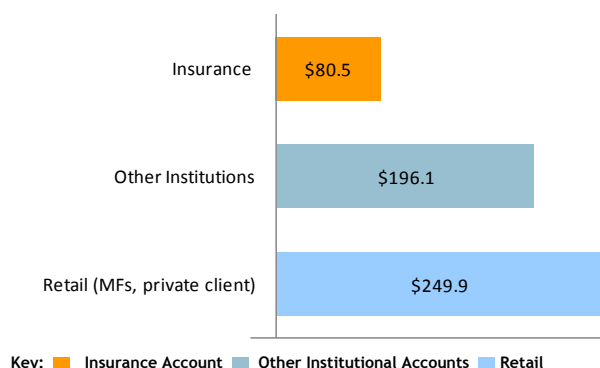 Insurance $80.5
Other Institutions $196.1
Retail (MFs, private client) $249.9
Key: Insurance Account Other Institutional Accounts Retail